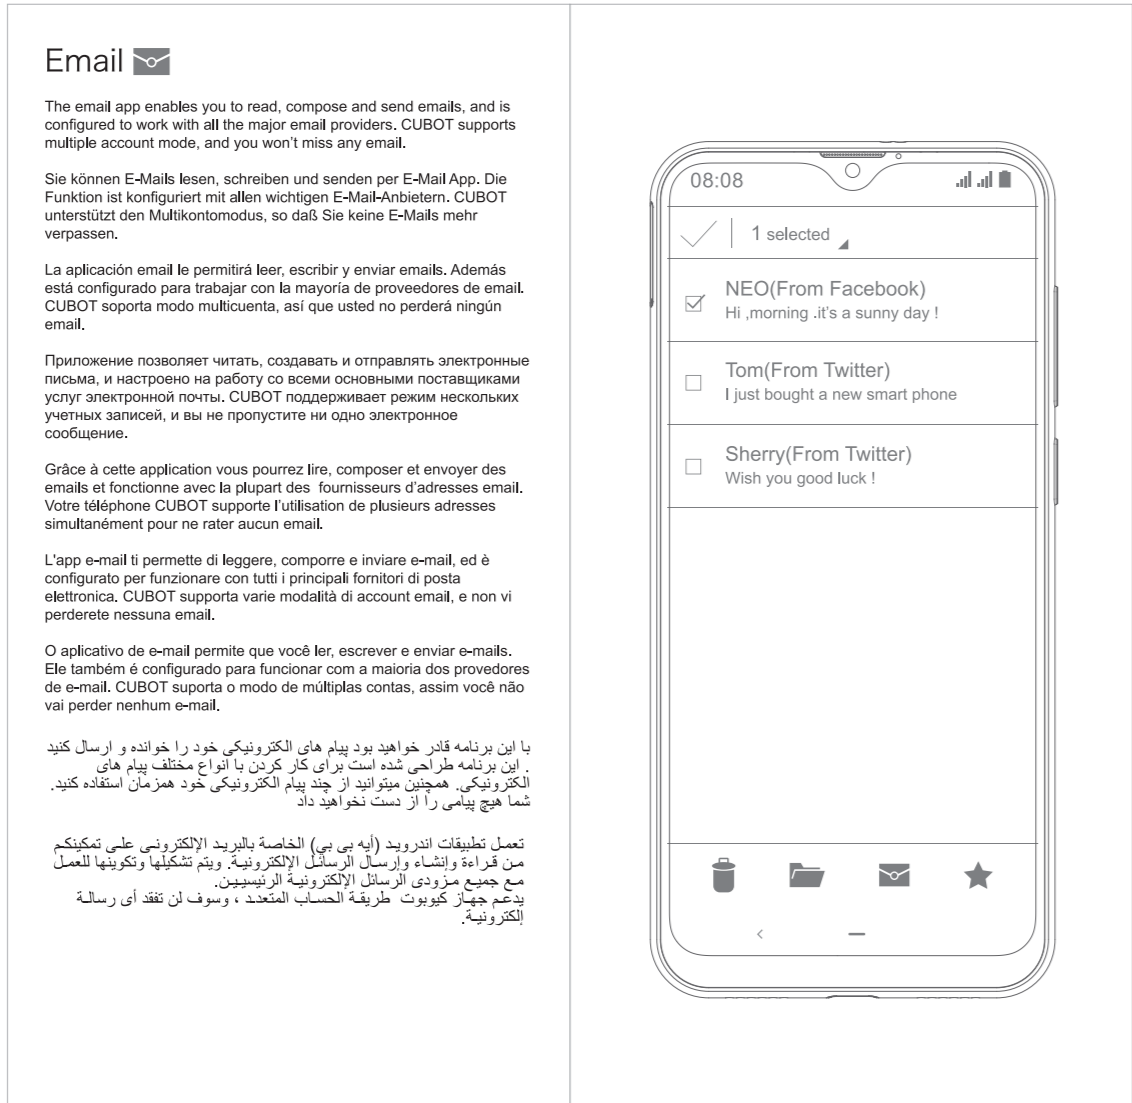 Email
The email app enables you to read, compose and send emails, and is
configured to work with all the major email providers. CUBOT supports
multiple account mode, and you won't miss any email.
Sie können E-Mails lesen, schreiben und senden per E-Mail App. Die
Funktion ist konfiguriert mit allen wichtigen E-Mail-Anbietern. CUBOT
unterstützt den Multikontomodus, so daß Sie keine E-Mails mehr
verpassen.
La aplicación email le permitirá leer, escribir y enviar emails. Además
está configurado para trabajar con la mayoría de proveedores de email.
CUBOT soporta modo multicuenta, así que usted no perderá ningún
email.
Приложение позволяет читать, создавать и отправлять электронные
письма, и настроено на работу со всеми основными поставщиками
услуг электронной почты. CUBOT поддерживает режим нескольких
учетных записей, и вы не пропустите ни одно электронное
сообщение.
Grâce à cette application vous pourrez lire, composer et envoyer des
emails et fonctionne avec la plupart des  fournisseurs d'adresses email.
Votre téléphone CUBOT supporte l'utilisation de plusieurs adresses
simultanément pour ne rater aucun email.
L'app e-mail ti permette di leggere, comporre e inviare e-mail, ed è
configurato per funzionare con tutti i principali fornitori di posta
elettronica. CUBOT supporta varie modalità di account email, e non vi
perderete nessuna email.
O aplicativo de e-mail permite que você ler, escrever e enviar e-mails.
Ele também é configurado para funcionar com a maioria dos provedores
de e-mail. CUBOT suporta o modo de múltiplas contas, assim você não
vai perder nenhum e-mail.
با این برنامه قادر خواهید بود پیام های الکترونیکی خود را خوانده و ارسال کنید
. این برنامه طراحی شده است برای کار کردن با انواع مختلف پیام های
الکترونیکی. همچنین میتوانید از چند پیام الکترونیکی خود همزمان استفاده کنید.
شما هیچ پیامی را از دست نخواهید داد
تعمل تطبيقات اندرويد (أيه بى بي) الخاصة بالبريد الإلكترونى على تمكينكم
من قراءة وإنشاء وإرسال الرسائل الإلكترونية. ويتم تشكيلها وتكوينها للعمل
مع جميع مزودى الرسائل الإلكترونية الرئيسيين.
يدعم جهاز كيوبوت  طريقة الحساب المتعدد ، وسوف لن تفقد أى رسالة
إلكترونية.
08:08
1 selected
NEO(From Facebook)
Hi ,morning .it's a sunny day !
Tom(From Twitter)
I just bought a new smart phone
Sherry(From Twitter)
Wish you good luck !